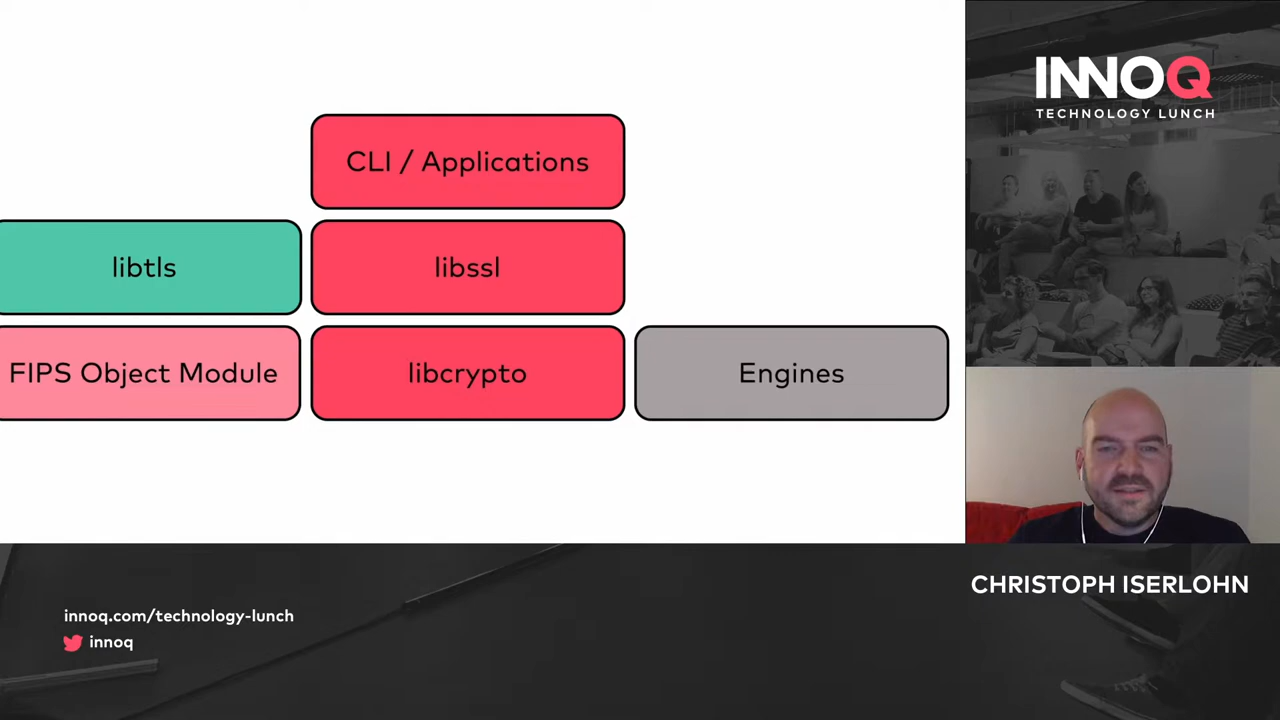 CLI / Applications
libtls
libssl
FIPS Object Module
libcrypto
Engines
INNOQ
TECHNOLOGY LUNCH
CHRISTOPH ISERLOHN
innoq.com/technology-lunch
innoq